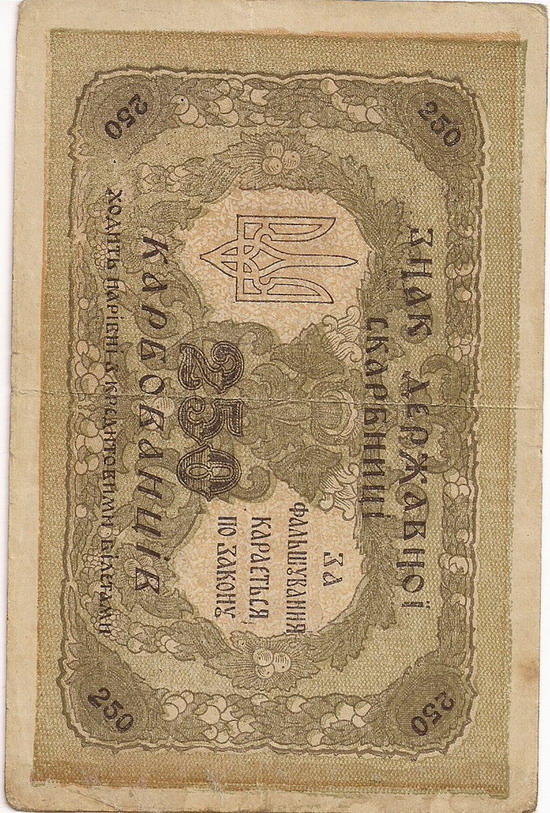 250
250
ЗНАК ДЕРЖАВНОЇ
СКАРБНИЦІ
ЗА
ФАЛЬШУВАННЯ
КАРАЄТЬСЯ
ПО ЗАКОНУ
250
КАРБОВАНЦІВ
ХОДИТЬ НАРІВНІ З КРЕДИТОВИМИ БІЛЕТАМИ
250
250